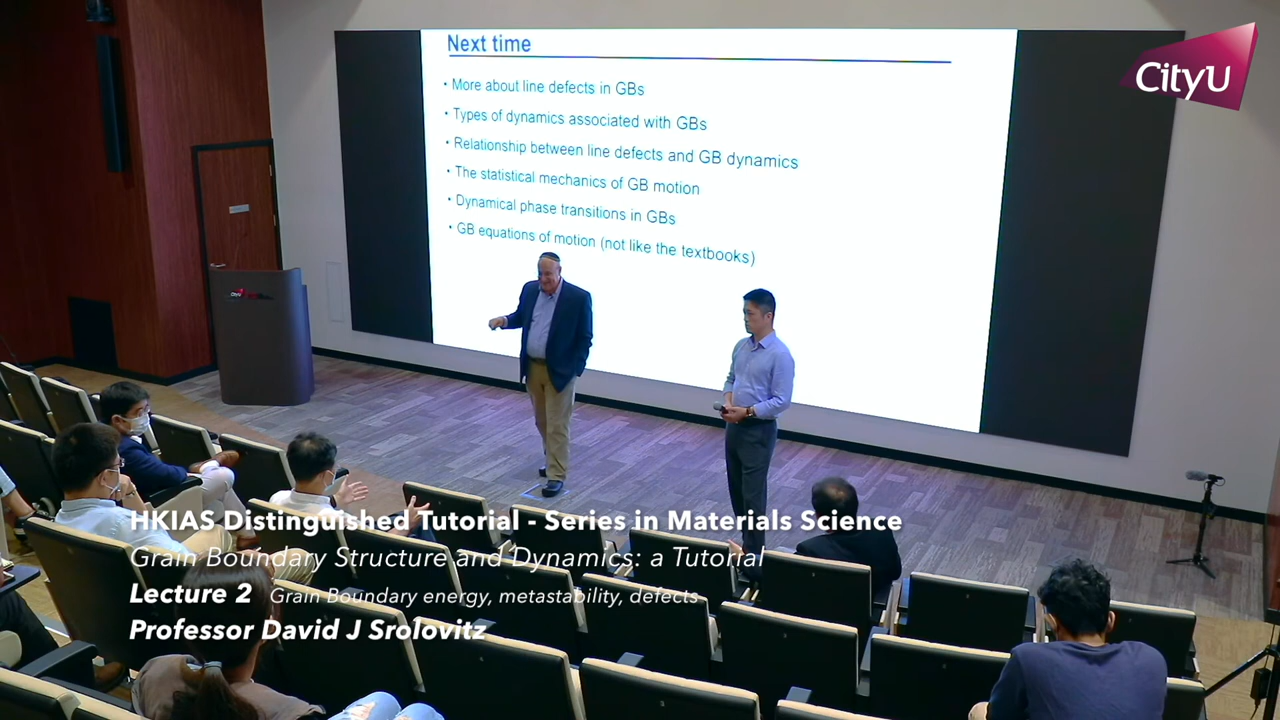 Next time
• More about line defects in GBs
• Types of dynamics associated with GBs
• Relationship between line defects and GB dynamics
• The statistical mechanics of GB motion
• Dynamical phase transitions in GBs
• GB equations of motion (not like the textbooks)
CityU
CityU
HKIAS Distinguished Tutorial - Series in Materials Science
Grain Boundary Structure and Dynamics: a Tutorial
Lecture 2 Grain Boundary energy, metastability, defects
Professor David J Srolovitz